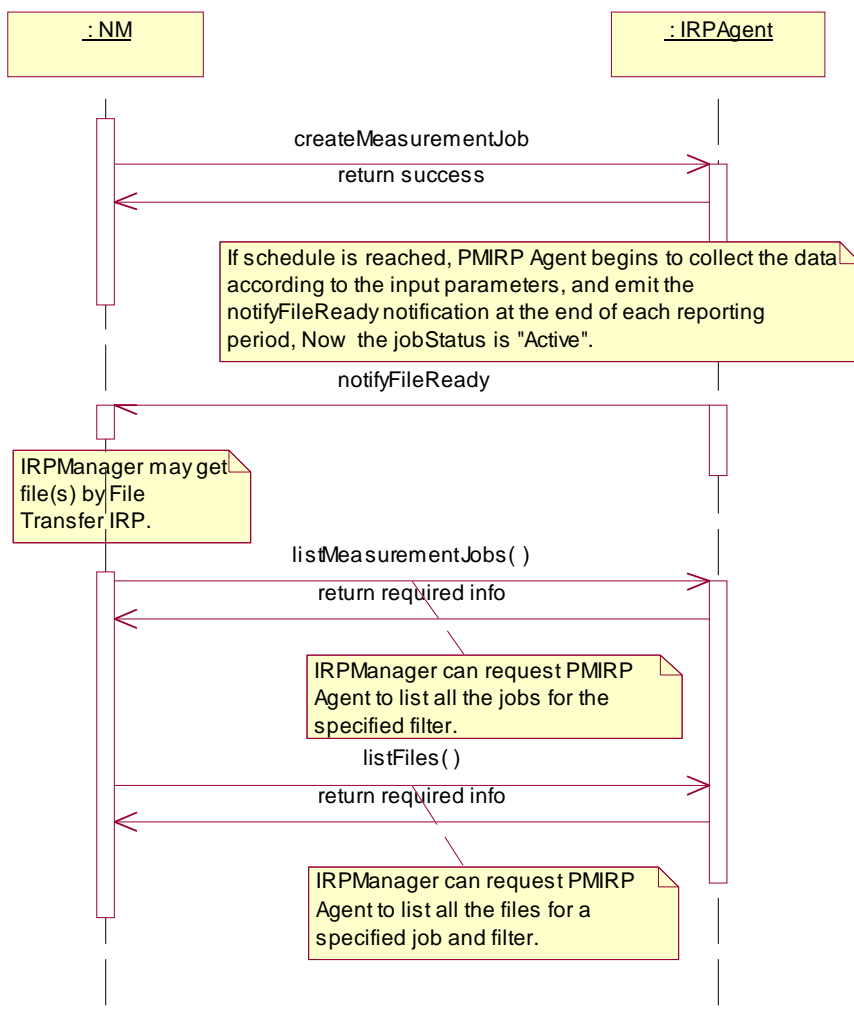 : NM
: IRPAgent
createMeasurementJob
return success
If schedule is reached, PMIRP Agent begins to collect the data
according to the input parameters, and emit the
notifyFileReady notification at the end of each reporting
period, Now the jobStatus is "Active".
notifyFileReady
IRPManager may get
file(s) by File
Transfer IRP.
listMeasurementJobs( )
return required info
IRPManager can request PMIRP
Agent to list all the jobs for the
specified filter.
listFiles( )
return required info
IRPManager can request PMIRP
Agent to list all the files for a
specified job and filter.